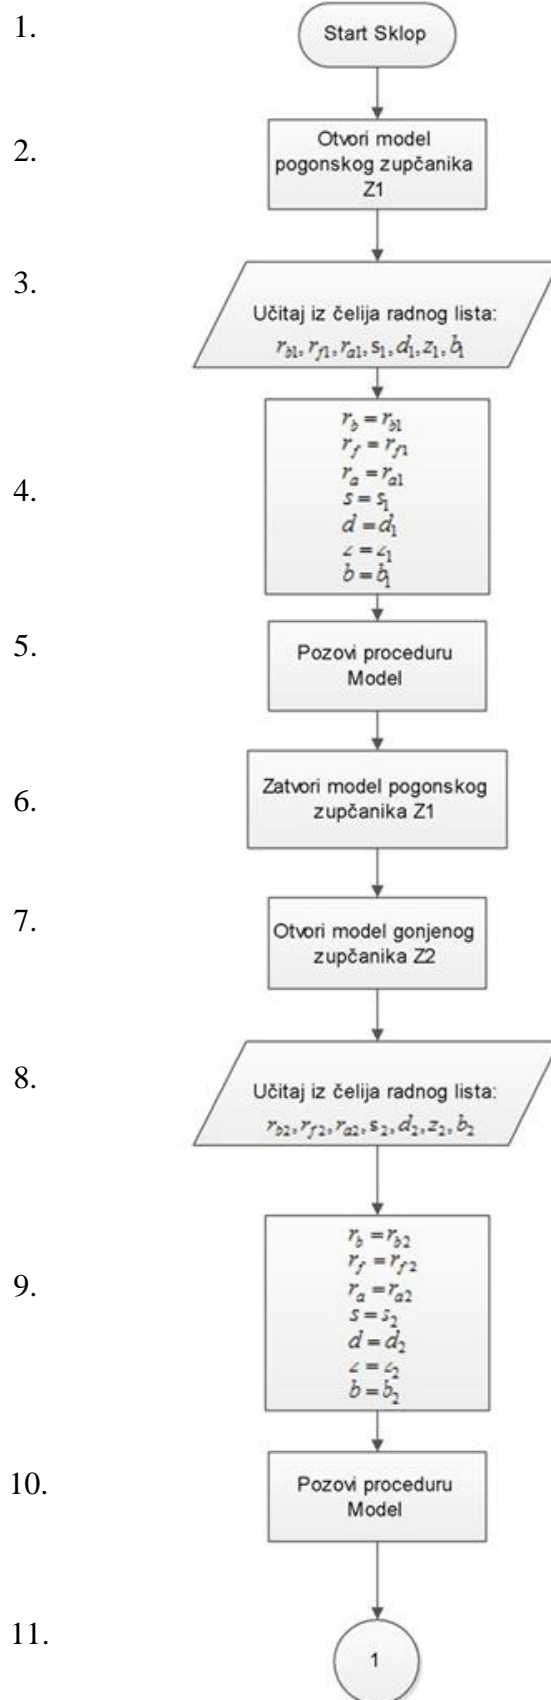 1.
Start Sklop
2.
Otvori model
pogonskog zupčanika
Z1
3.
Učitaj iz čelija radnog lista:
r_b1, r_f1, r_a1, s_1, d_1, z_1, b_1
4.
r_b = r_b1
r_f = r_f1
r_a = r_a1
s = s_1
d = d_1
z = z_1
b = b_1
5.
Pozovi proceduru
Model
6.
Zatvori model pogonskog
zupčanika Z1
7.
Otvori model gonjenog
zupčanika Z2
8.
Učitaj iz čelija radnog lista:
r_b2, r_f2, r_a2, s_2, d_2, z_2, b_2
9.
r_b = r_b2
r_f = r_f2
r_a = r_a2
s = s_2
d = d_2
z = z_2
b = b_2
10.
Pozovi proceduru
Model
11.
1